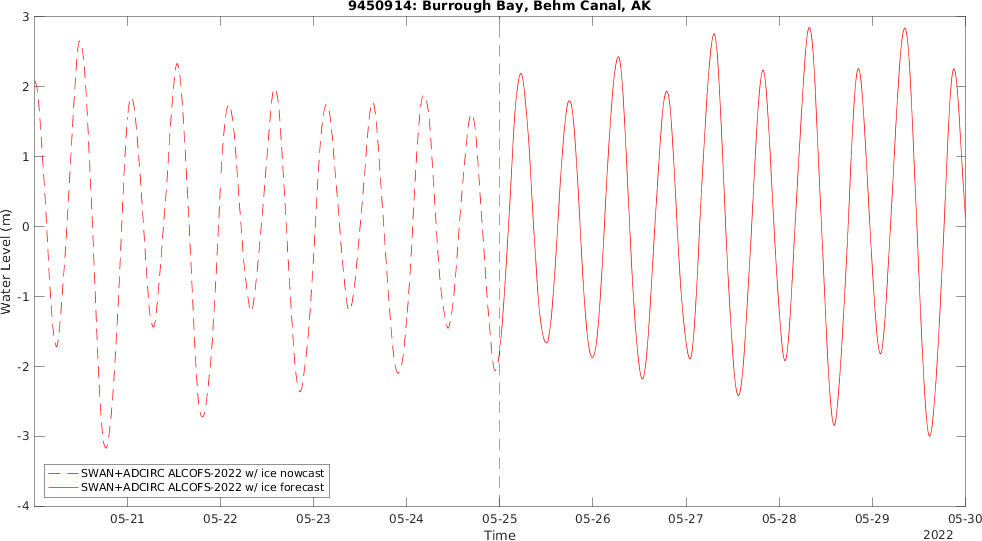 9450914: Burrough Bay, Behm Canal, AK
Water Level (m)
3
2
1
0
-1
-2
-3
-4
SWAN+ADCIRC ALCOFS-2022 w/ ice nowcast
SWAN+ADCIRC ALCOFS-2022 w/ ice forecast
05-21 05-22 05-23 05-24 05-25 05-26 05-27 05-28 05-29 05-30
Time
2022